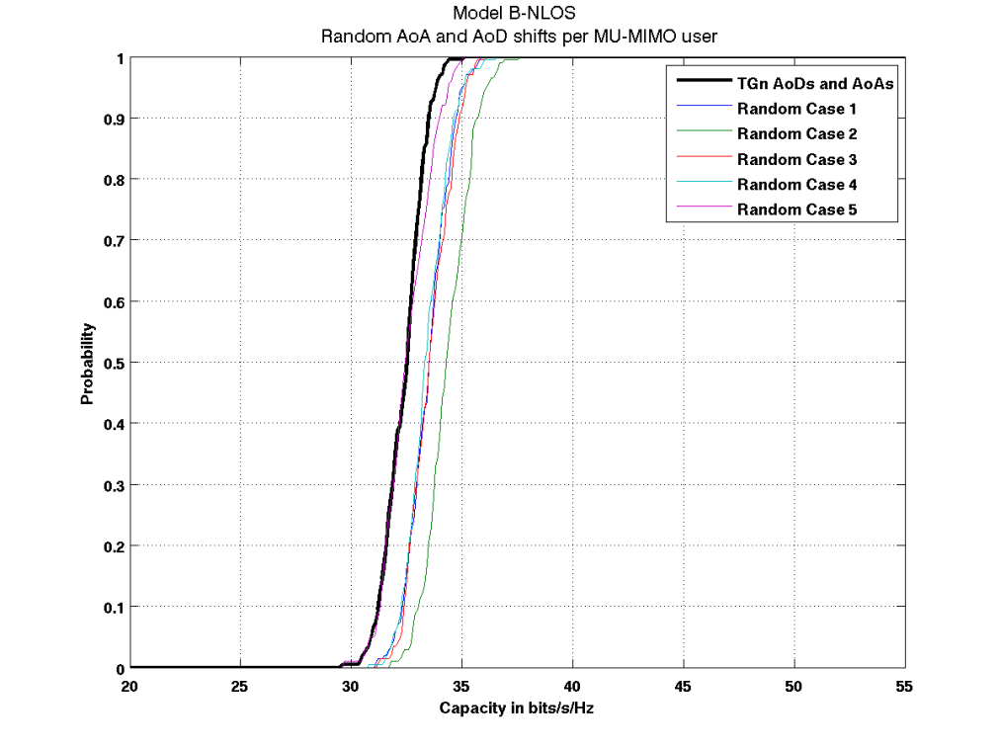 Model B-NLOS
Random AoA and AoD shifts per MU-MIMO user
1
0.9
0.8
0.7
0.6
0.5
0.4
0.3
0.2
0.1
0
Probability
TGn AoDs and AoAs
Random Case 1
Random Case 2
Random Case 3
Random Case 4
Random Case 5
20 25 30 35 40 45 50 55
Capacity in bits/s/Hz